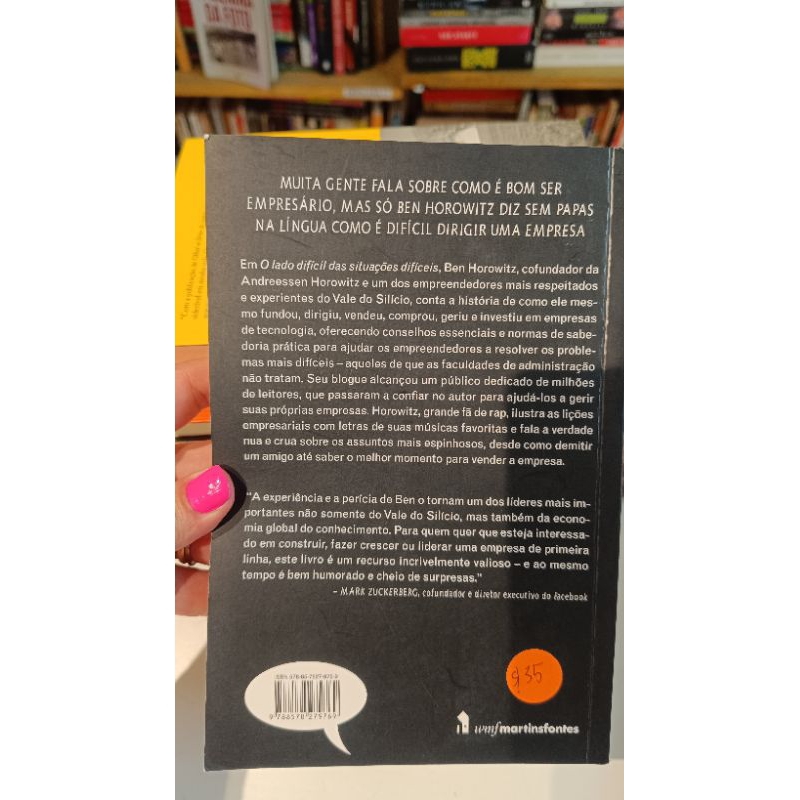 MUITA GENTE FALA SOBRE COMO É BOM SER
EMPRESÁRIO, MAS SÓ BEN HOROWITZ DIZ SEM PAPAS
NA LÍNGUA COMO É DIFÍCIL DIRIGIR UMA EMPRESA
Em O lado difícil das situações difíceis, Ben Horowitz, cofundador da
Andreessen Horowitz e um dos empreendedores mais respeitados
e experientes do Vale do Silício, conta a história de como ele mes-
mo fundou, dirigiu, vendeu, comprou, geriu e investiu em empresas
de tecnologia, oferecendo conselhos essenciais e normas de sabe-
doria prática para ajudar os empreendedores a resolver os proble-
mas mais difíceis – aqueles de que as faculdades de administração
não tratam. Seu blogue alcançou um público dedicado de milhões
de leitores, que passaram a confiar no autor para ajudá-los a gerir
suas próprias empresas. Horowitz, grande fã de rap, ilustra as lições
empresariais com letras de suas músicas favoritas e fala a verdade
nua e crua sobre os assuntos mais espinhosos, desde como demitir
um amigo até saber o melhor momento para vender a empresa.
"A experiência e a perícia de Ben o tornam um dos líderes mais im-
portantes não somente do Vale do Silício, mas também da econo-
mia global do conhecimento. Para quem quer que esteja interessa-
do em construir, fazer crescer ou liderar uma empresa de primeira
linha, este livro é um recurso incrivelmente valioso – e ao mesmo
tempo é bem humorado e cheio de surpresas."
– MARK ZUCKERBERG, cofundador e diretor executivo do facebook
$35
wmfmartinsfontes